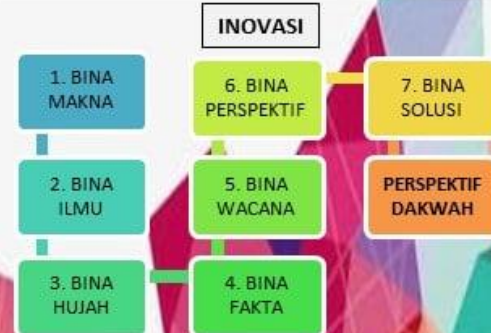 INOVASI
1. BINA
MAKNA
2. BINA
ILMU
3. BINA
HUJAH
4. BINA
FAKTA
5. BINA
WACANA
6. BINA
PERSPEKTIF
7. BINA
SOLUSI
PERSPEKTIF
DAKWAH